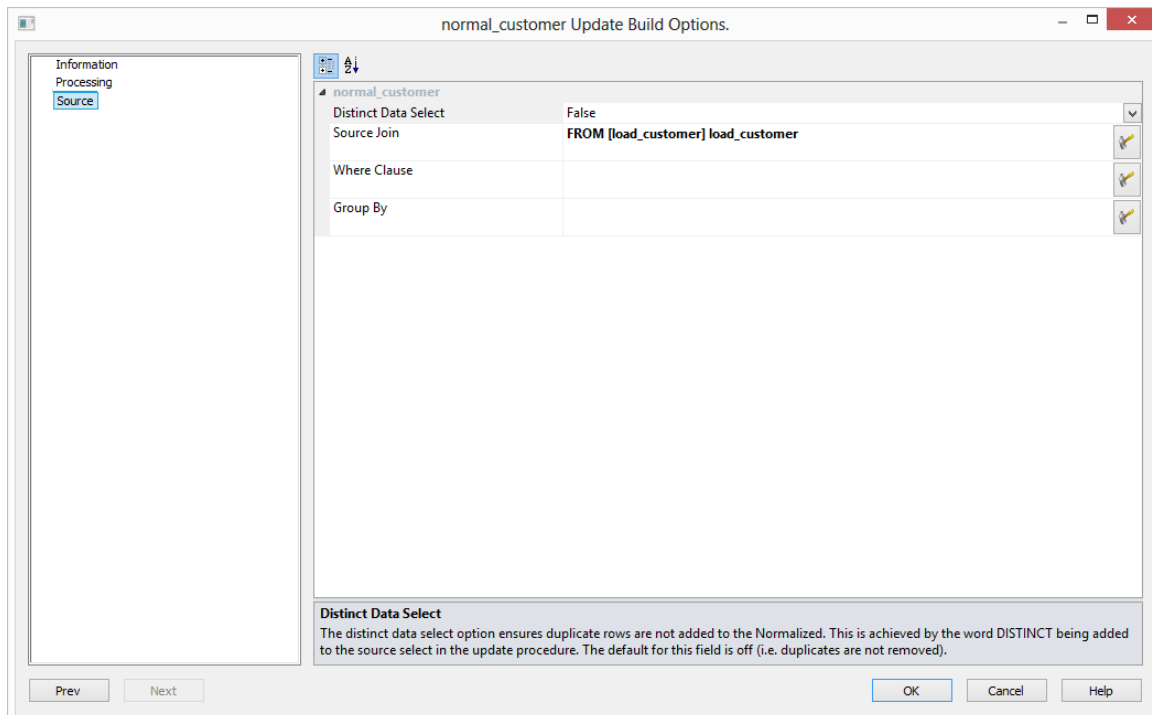 normal_customer Update Build Options.
Information
Processing
Source
normal_customer
Distinct Data Select False
Source Join FROM [load_customer] load_customer
Where Clause
Group By
Distinct Data Select
The distinct data select option ensures duplicate rows are not added to the Normalized. This is achieved by the word DISTINCT being added
to the source select in the update procedure. The default for this field is off (i.e. duplicates are not removed).
Prev Next OK Cancel Help